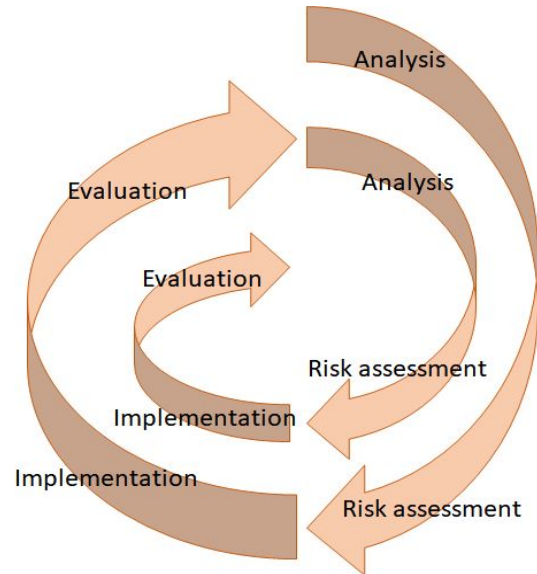 Analysis
Analysis
Evaluation
Evaluation
Risk assessment
Implementation
Implementation
Risk assessment